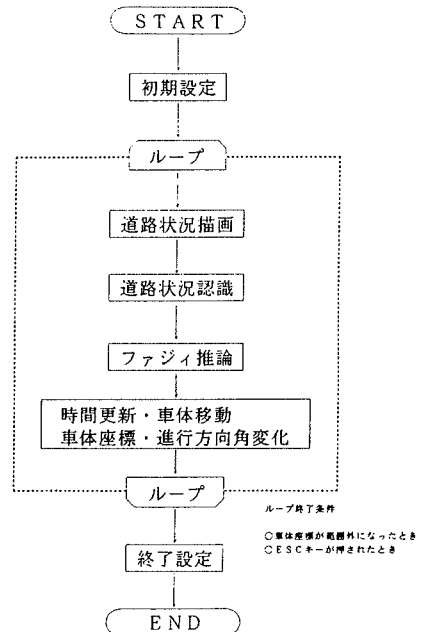 START
初期設定
ループ
道路状況描画
道路状況認識
ファジィ推論
時間更新・車体移動
車体座標・進行方向角変化
ループ
ループ終了条件
○車体座標が範囲外になったとき
○ESCキーが押されたとき
終了設定
END